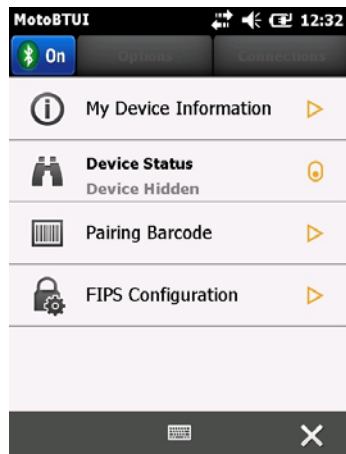 MotoBTUI 12:32
On Options Connections
My Device Information
Device Status
Device Hidden
Pairing Barcode
FIPS Configuration